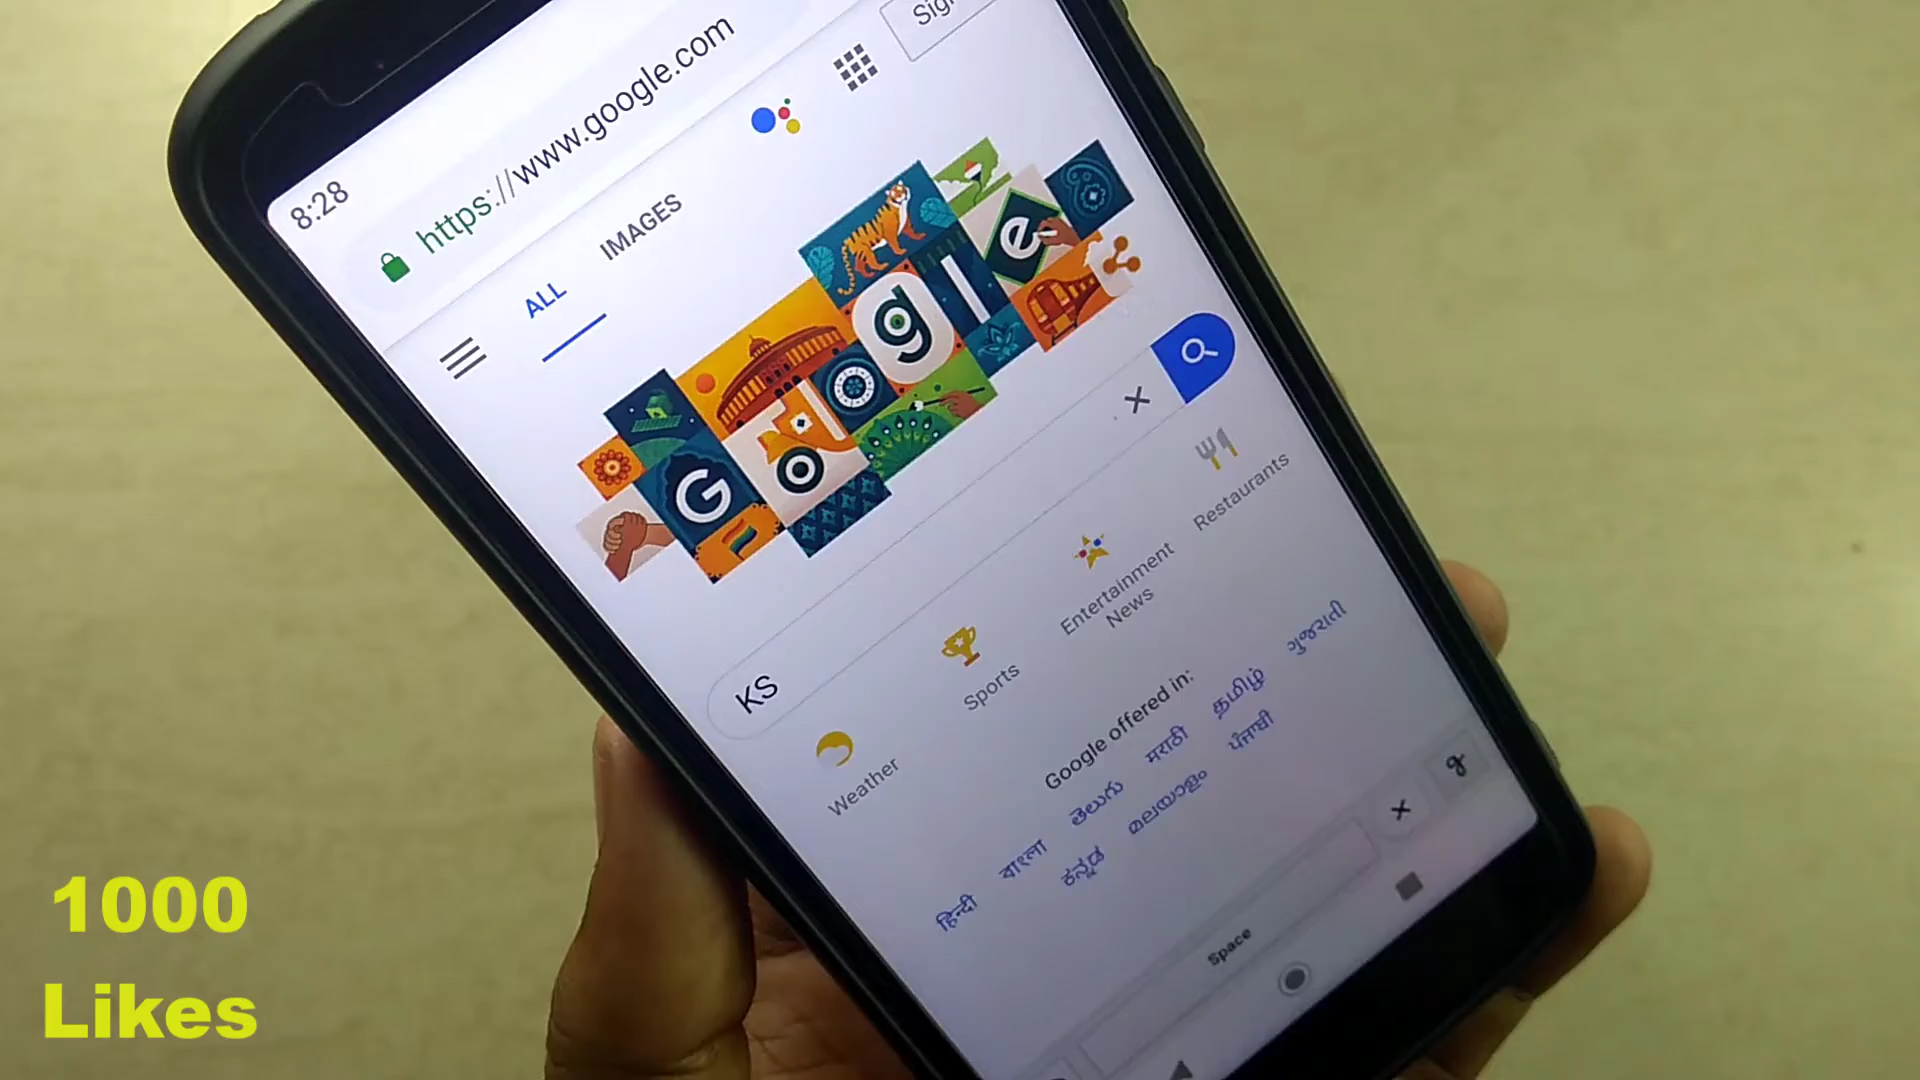 Sig
8:28
https://www.google.com
ALL IMAGES
Google
KS
Weather
Sports
Entertainment
News
Restaurants
Google offered in:
हिन्दी বাংলা తెలుగు मराठी தமிழ் ગુજરાતી
ಕನ್ನಡ മലയാളം ਪੰਜਾਬੀ
Space
1000
Likes